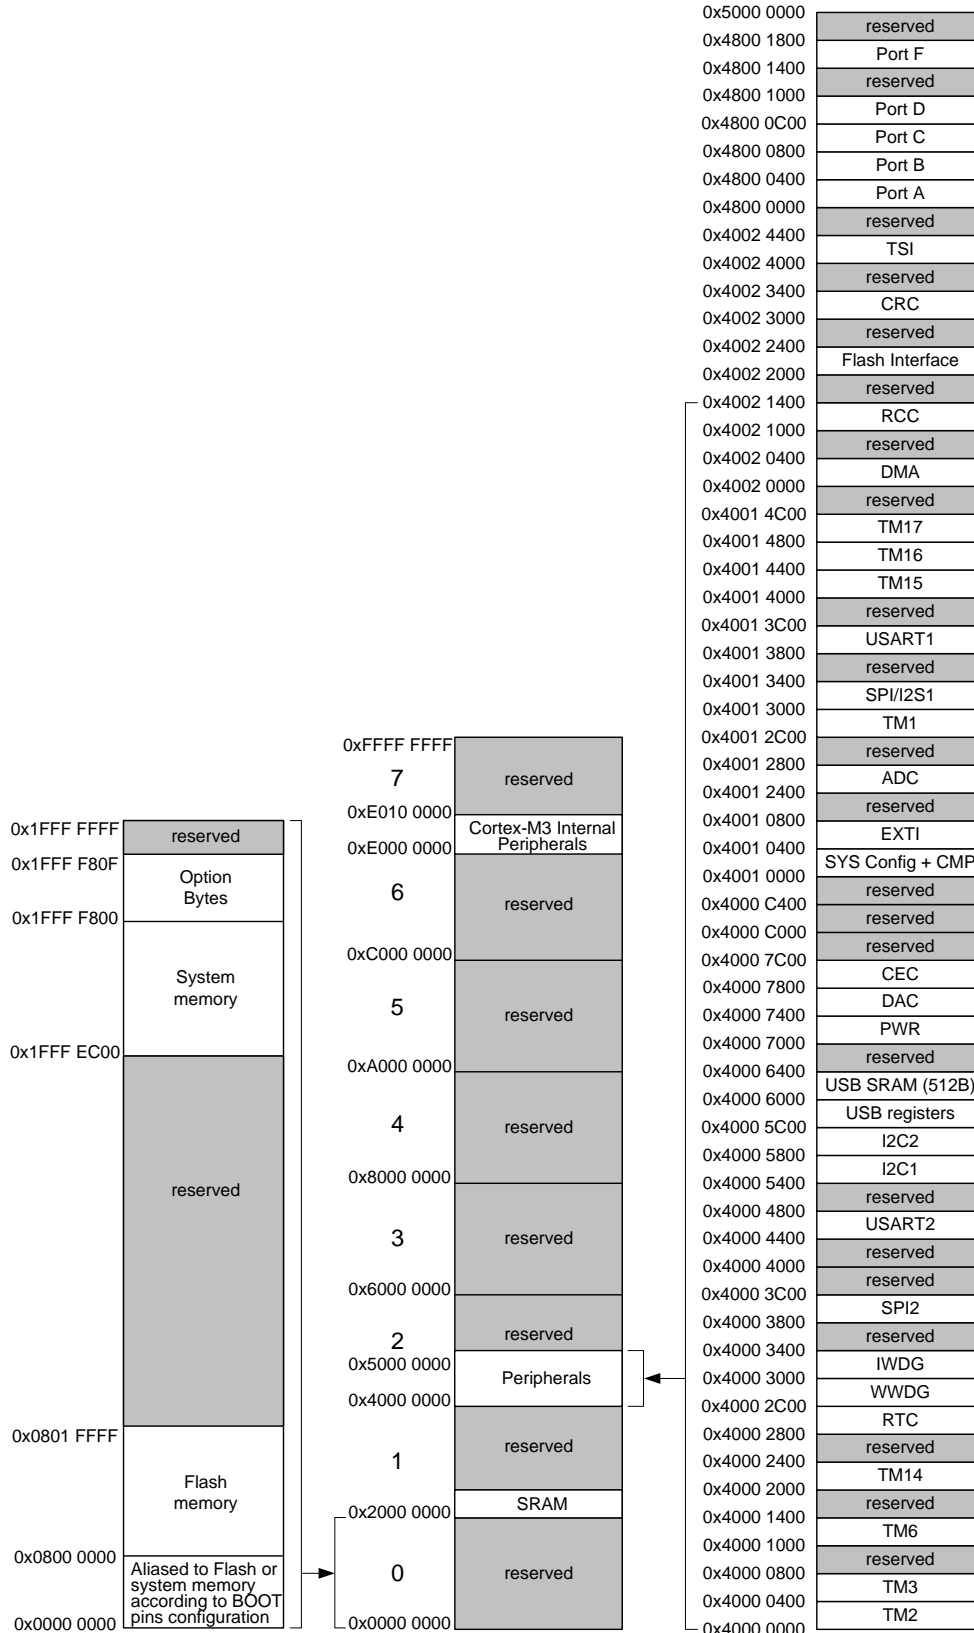 0x1FFF FFFF
reserved
0x1FFF F80F
Option
Bytes
0x1FFF F800
System
memory
0x1FFF EC00
reserved
0x0801 FFFF
Flash
memory
0x0800 0000
Aliased to Flash or
system memory
according to BOOT
pins configuration
0x0000 0000
0xFFFF FFFF
7
reserved
0xE010 0000
Cortex-M3 Internal
Peripherals
0xE000 0000
6
reserved
0xC000 0000
5
reserved
0xA000 0000
4
reserved
0x8000 0000
3
reserved
0x6000 0000
2
reserved
0x5000 0000
Peripherals
0x4000 0000
1
reserved
0x2000 0000
SRAM
0
reserved
0x0000 0000
0x5000 0000
reserved
0x4800 1800
Port F
0x4800 1400
reserved
0x4800 1000
Port D
0x4800 0C00
Port C
0x4800 0800
Port B
0x4800 0400
Port A
0x4800 0000
reserved
0x4002 4400
TSI
0x4002 4000
reserved
0x4002 3400
CRC
0x4002 3000
reserved
0x4002 2400
Flash Interface
0x4002 2000
reserved
0x4002 1400
RCC
0x4002 1000
reserved
0x4002 0400
DMA
0x4002 0000
reserved
0x4001 4C00
TM17
0x4001 4800
TM16
0x4001 4400
TM15
0x4001 4000
reserved
0x4001 3C00
USART1
0x4001 3800
reserved
0x4001 3400
SPI/I2S1
0x4001 3000
TM1
0x4001 2C00
reserved
0x4001 2800
ADC
0x4001 2400
reserved
0x4001 0800
EXTI
0x4001 0400
SYS Config + CMP
0x4001 0000
reserved
0x4000 C400
reserved
0x4000 C000
reserved
0x4000 7C00
CEC
0x4000 7800
DAC
0x4000 7400
PWR
0x4000 7000
reserved
0x4000 6400
USB SRAM (512B)
0x4000 6000
USB registers
0x4000 5C00
I2C2
0x4000 5800
I2C1
0x4000 5400
reserved
0x4000 4800
USART2
0x4000 4400
reserved
0x4000 4000
reserved
0x4000 3C00
SPI2
0x4000 3800
reserved
0x4000 3400
IWDG
0x4000 3000
WWDG
0x4000 2C00
RTC
0x4000 2800
reserved
0x4000 2400
TM14
0x4000 2000
reserved
0x4000 1400
TM6
0x4000 1000
reserved
0x4000 0800
TM3
0x4000 0400
TM2
0x4000 0000